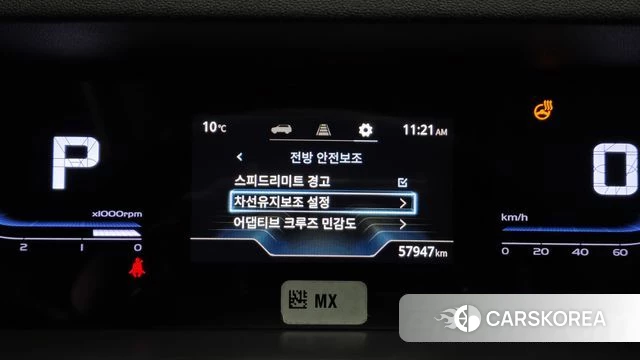 10°C
11:21AM
전방 안전보조
스피드리미트 경고
차선유지보조 설정
어댑티브 크루즈 민감도
57947km
P
x1000rpm
2 1 0
0
km/h
0 20 40 60
MX
CARSKOREA